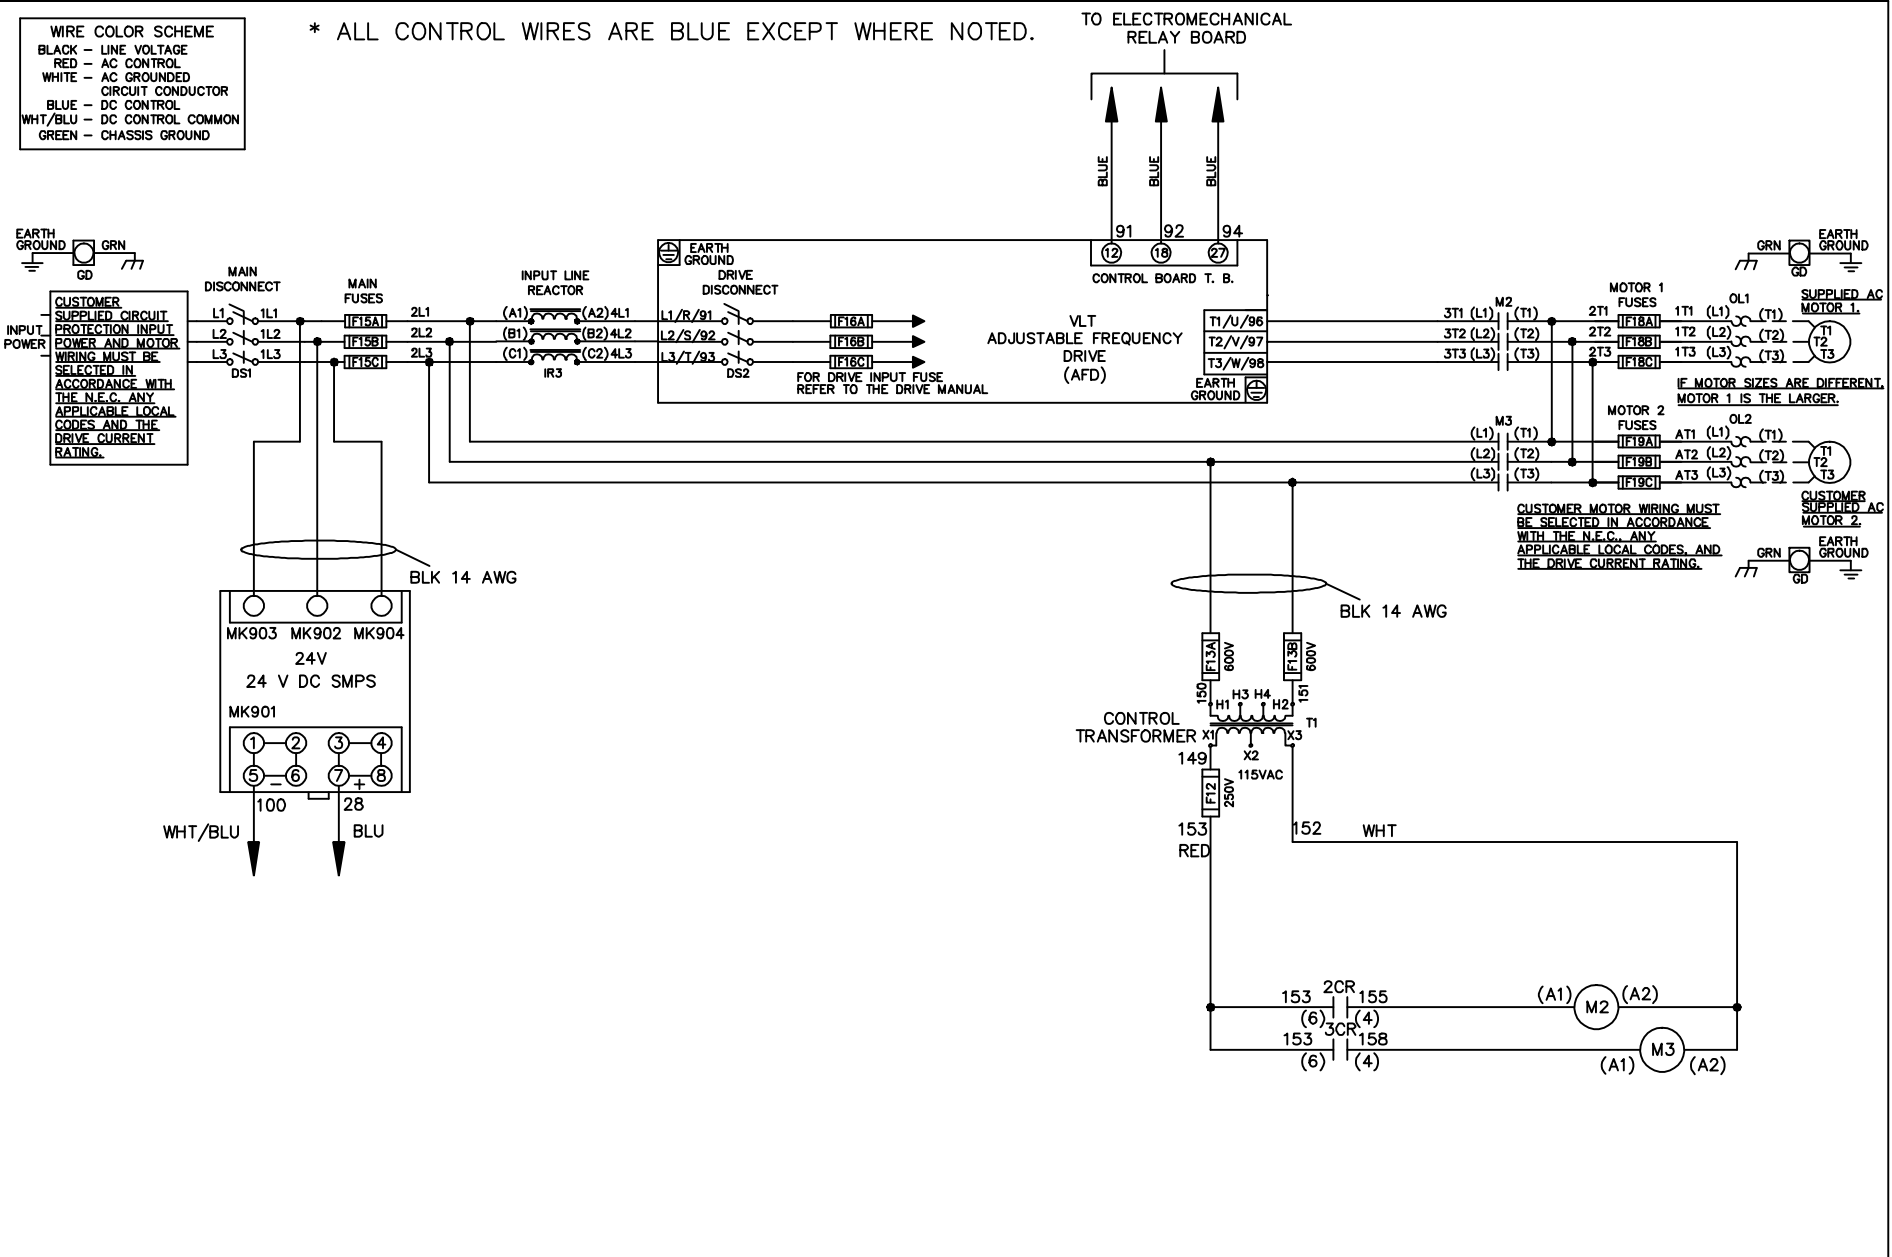 WIRE COLOR SCHEME
BLACK – LINE VOLTAGE
RED – AC CONTROL
WHITE – AC GROUNDED
CIRCUIT CONDUCTOR
BLUE – DC CONTROL
WHT/BLU – DC CONTROL COMMON
GREEN – CHASSIS GROUND
* ALL CONTROL WIRES ARE BLUE EXCEPT WHERE NOTED.
TO ELECTROMECHANICAL
RELAY BOARD
BLUE
BLUE
BLUE
91 92 94
12 18 27
CONTROL BOARD T. B.
EARTH
GROUND
GRN
GD
INPUT
POWER
CUSTOMER
SUPPLIED CIRCUIT
PROTECTION INPUT
POWER AND MOTOR
WIRING MUST BE
SELECTED IN
ACCORDANCE WITH
THE N.E.C. ANY
APPLICABLE LOCAL
CODES AND THE
DRIVE CURRENT
RATING.
MAIN
DISCONNECT
L1 1L1
L2 1L2
L3 1L3
DS1
MAIN
FUSES
F15A
F15B
F15C
2L1
2L2
2L3
INPUT LINE
REACTOR
(A1) (A2) 4L1
(B1) (B2) 4L2
(C1) (C2) 4L3
IR3
EARTH
GROUND
DRIVE
DISCONNECT
L1/R/91
L2/S/92
L3/T/93
DS2
F16A
F16B
F16C
FOR DRIVE INPUT FUSE
REFER TO THE DRIVE MANUAL
VLT
ADJUSTABLE FREQUENCY
DRIVE
(AFD)
T1/U/96
T2/V/97
T3/W/98
EARTH
GROUND
M2
3T1 (L1) (T1)
3T2 (L2) (T2)
3T3 (L3) (T3)
MOTOR 1
FUSES
2T1 F18A 1T1 (L1) (T1)
2T2 F18B 1T2 (L2) (T2)
2T3 F18C 1T3 (L3) (T3)
OL1
GRN
GD
EARTH
GROUND
SUPPLIED AC
MOTOR 1.
T1
T2
T3
IF MOTOR SIZES ARE DIFFERENT,
MOTOR 1 IS THE LARGER.
M3
(L1) (T1)
(L2) (T2)
(L3) (T3)
MOTOR 2
FUSES
F19A AT1 (L1) (T1)
F19B AT2 (L2) (T2)
F19C AT3 (L3) (T3)
OL2
T1
T2
T3
CUSTOMER
SUPPLIED AC
MOTOR 2.
CUSTOMER MOTOR WIRING MUST
BE SELECTED IN ACCORDANCE
WITH THE N.E.C., ANY
APPLICABLE LOCAL CODES, AND
THE DRIVE CURRENT RATING.
GRN
GD
EARTH
GROUND
BLK 14 AWG
MK903 MK902 MK904
24V
24 V DC SMPS
MK901
1 2 3 4
5 – 6 7 + 8
100 28
WHT/BLU BLU
BLK 14 AWG
F13A 600V
F13B 600V
150 151
H1 H3 H4 H2
T1
CONTROL
TRANSFORMER
X1 X2 X3
149
115VAC
F12 250V
153
RED
152 WHT
153 2CR 155
(6) (4)
(A1) M2 (A2)
153 3CR 158
(6) (4)
(A1) M3 (A2)